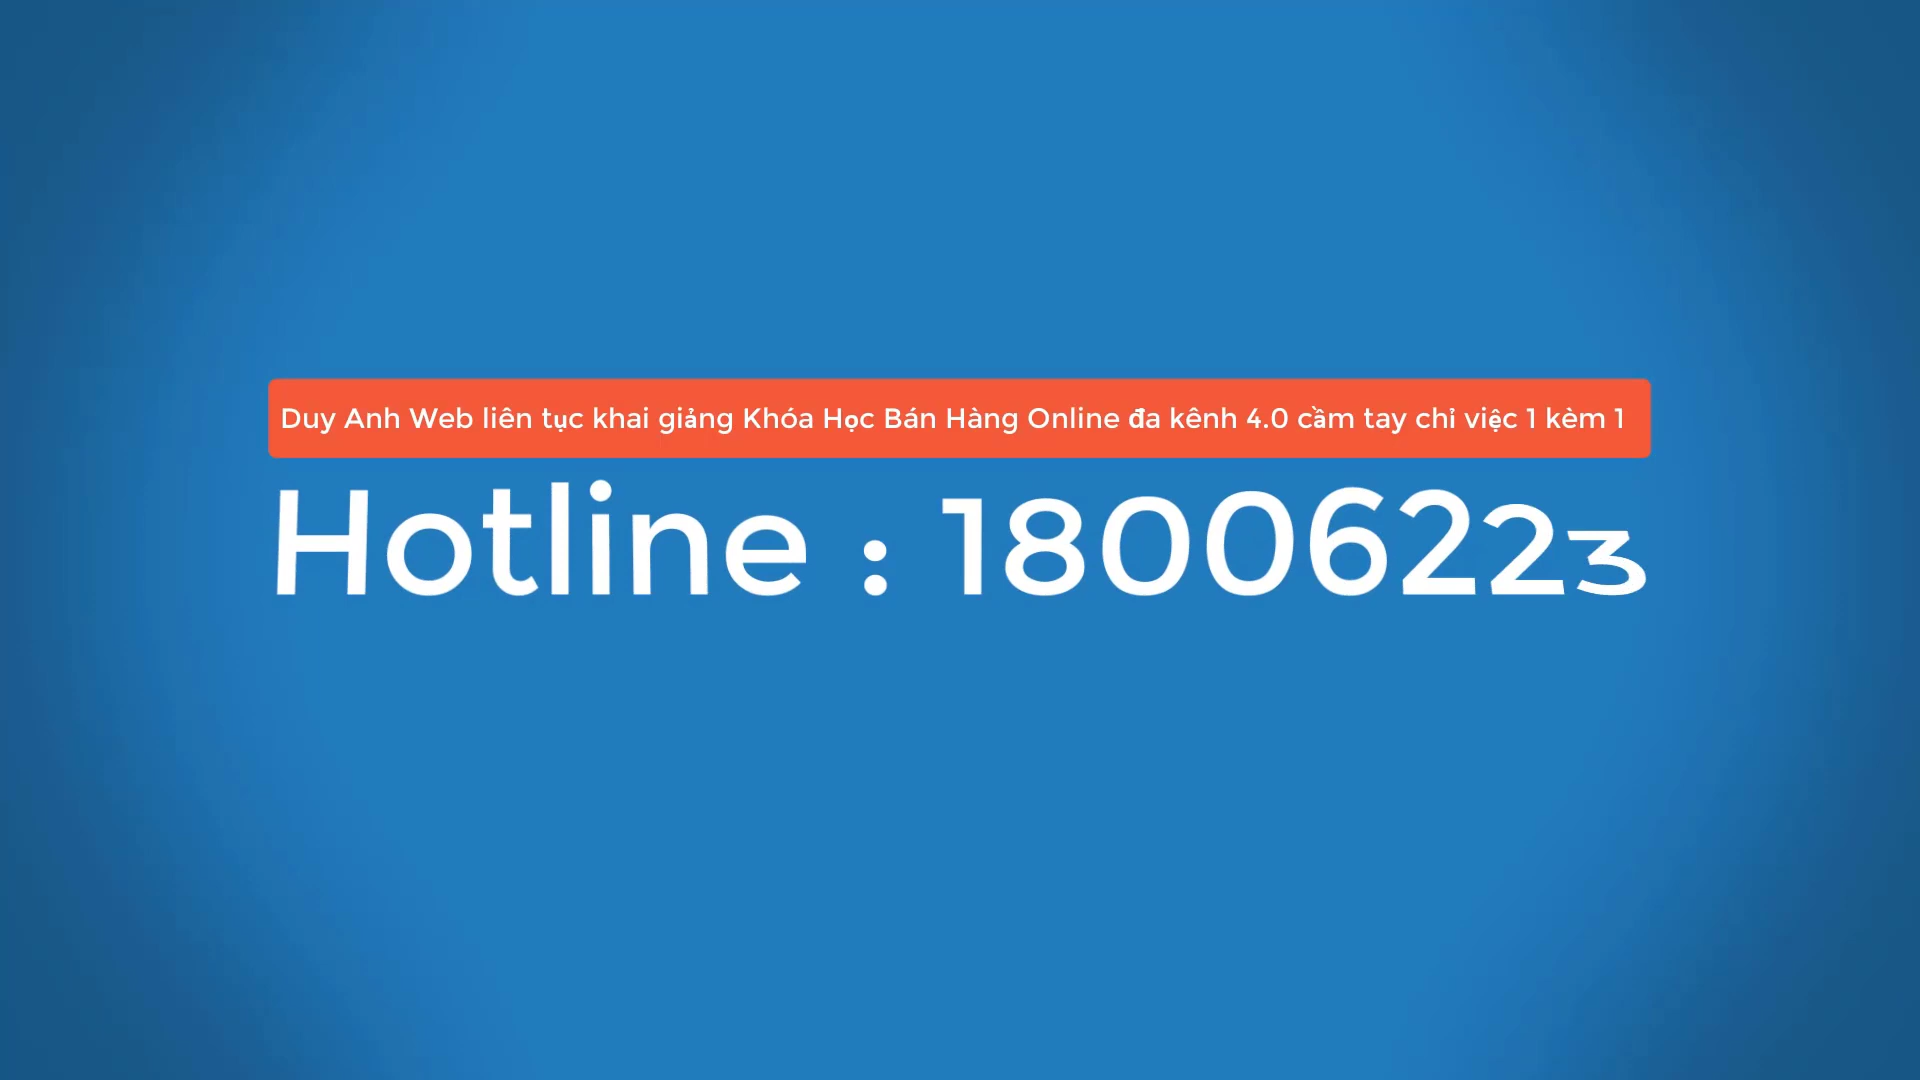 Duy Anh Web liên tục khai giảng Khóa Học Bán Hàng Online đa kênh 4.0 cầm tay chỉ việc 1 kèm 1
Hotline : 18006223